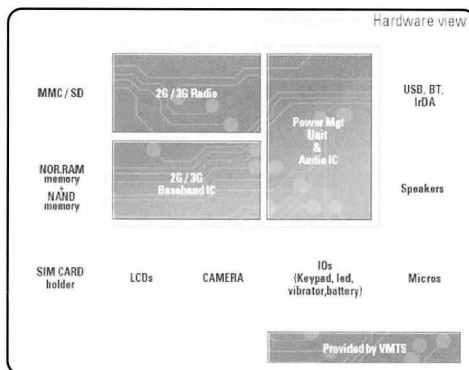 Hardware view
MMC / SD
2G / 3G Radio
Power Mgt
Unit
&
Audio IC
USB, BT,
IrDA
NOR.RAM
memory
+
NAND
memory
2G / 3G
Baseband IC
Speakers
SIM CARD
holder
LCDs
CAMERA
IOs
(Keypad, led,
vibrator,battery)
Micros
Provided by VMTS